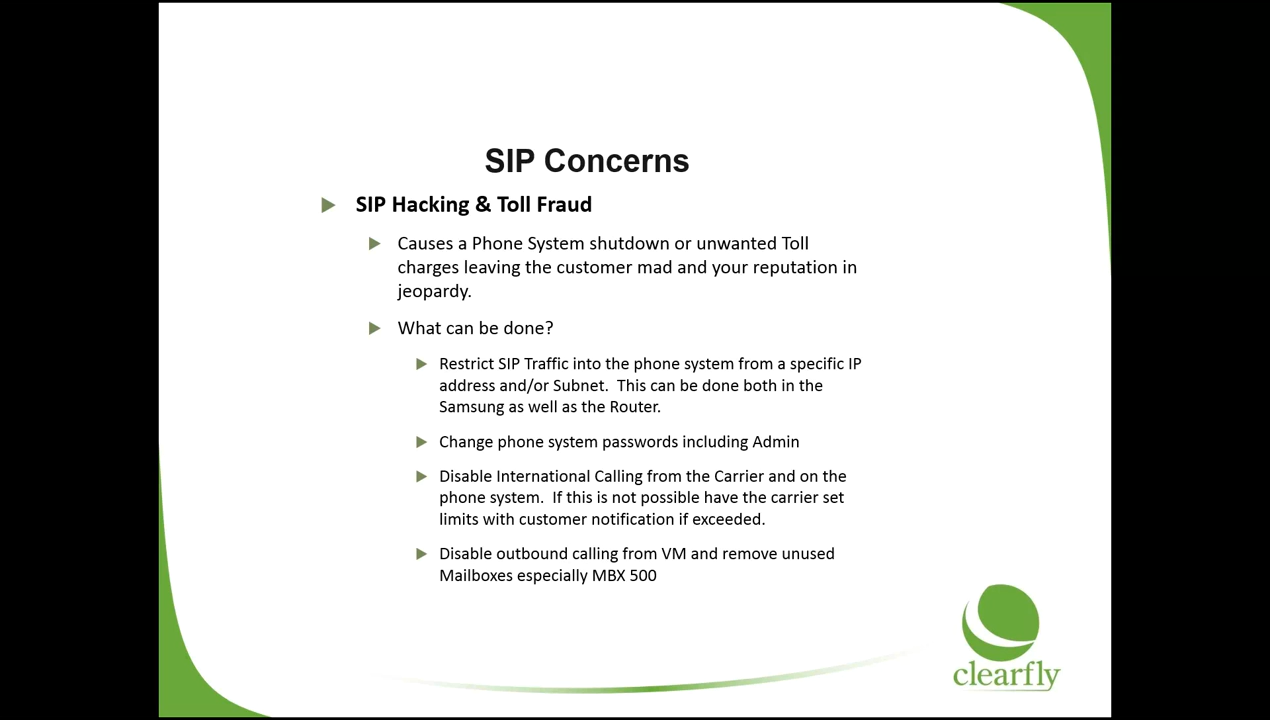 SIP Concerns
SIP Hacking & Toll Fraud
Causes a Phone System shutdown or unwanted Toll
charges leaving the customer mad and your reputation in
jeopardy.
What can be done?
Restrict SIP Traffic into the phone system from a specific IP
address and/or Subnet.  This can be done both in the
Samsung as well as the Router.
Change phone system passwords including Admin
Disable International Calling from the Carrier and on the
phone system.  If this is not possible have the carrier set
limits with customer notification if exceeded.
Disable outbound calling from VM and remove unused
Mailboxes especially MBX 500
clearfly